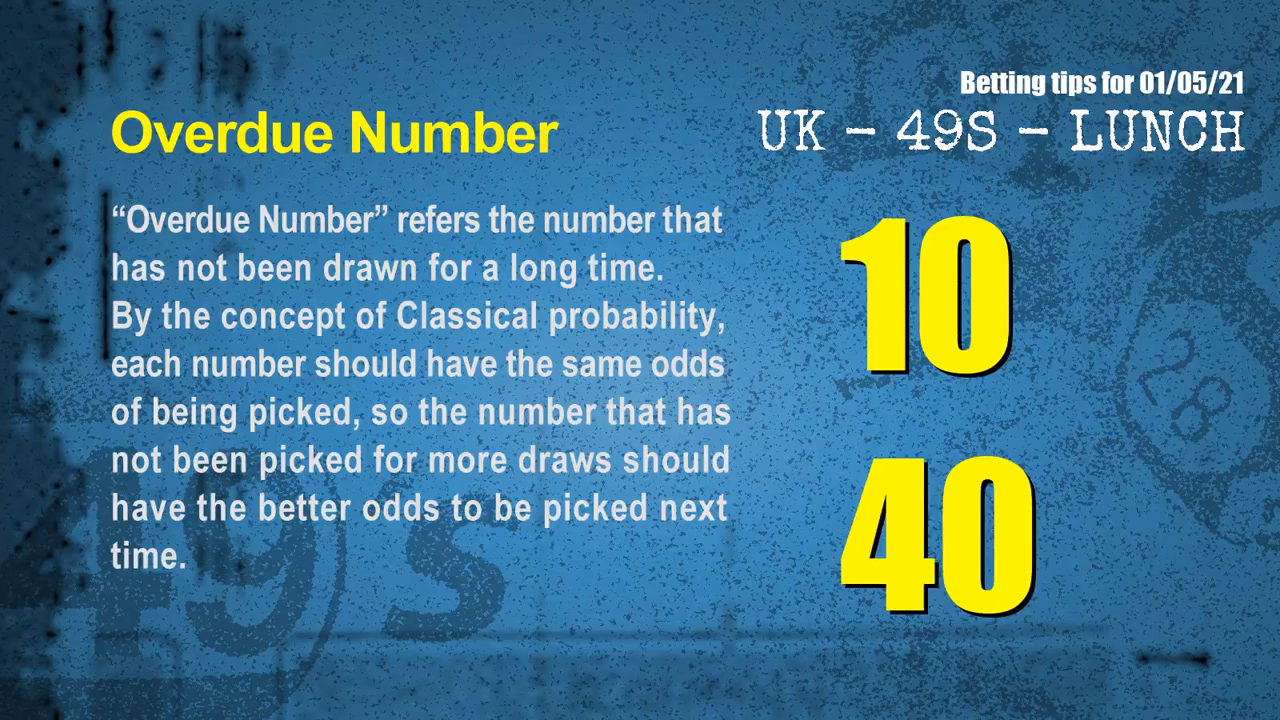 Betting tips for 01/05/21
UK - 49S - LUNCH
Overdue Number
“Overdue Number” refers the number that
has not been drawn for a long time.
By the concept of Classical probability,
each number should have the same odds
of being picked, so the number that has
not been picked for more draws should
have the better odds to be picked next
time.
10
40
28
49's